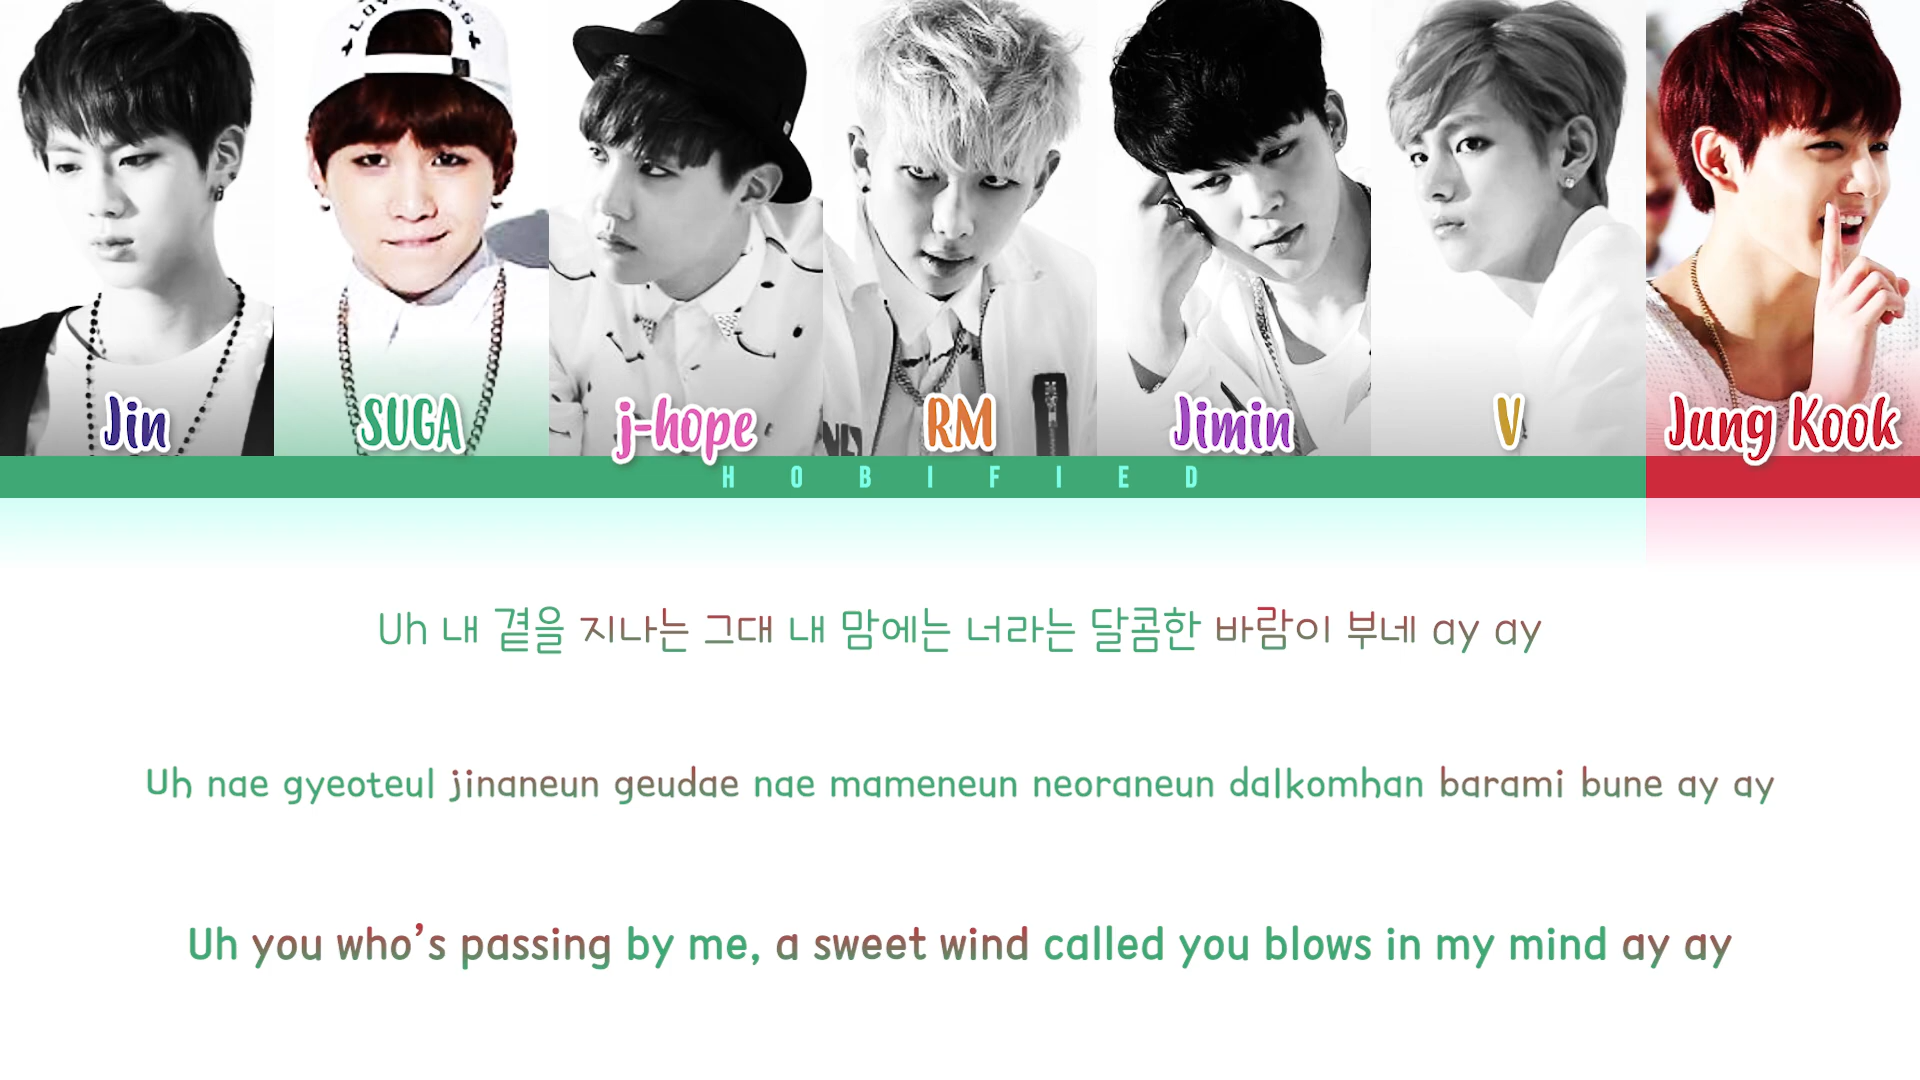 Jin SUGA j-hope RM Jimin V Jung Kook
HOBIFIED
Uh 내 곁을 지나는 그대 내 맘에는 너라는 달콤한 바람이 부네 ay ay
Uh nae gyeoteul jinaneun geudae nae mameneun neoraneun dalkomhan barami bune ay ay
Uh you who’s passing by me, a sweet wind called you blows in my mind ay ay